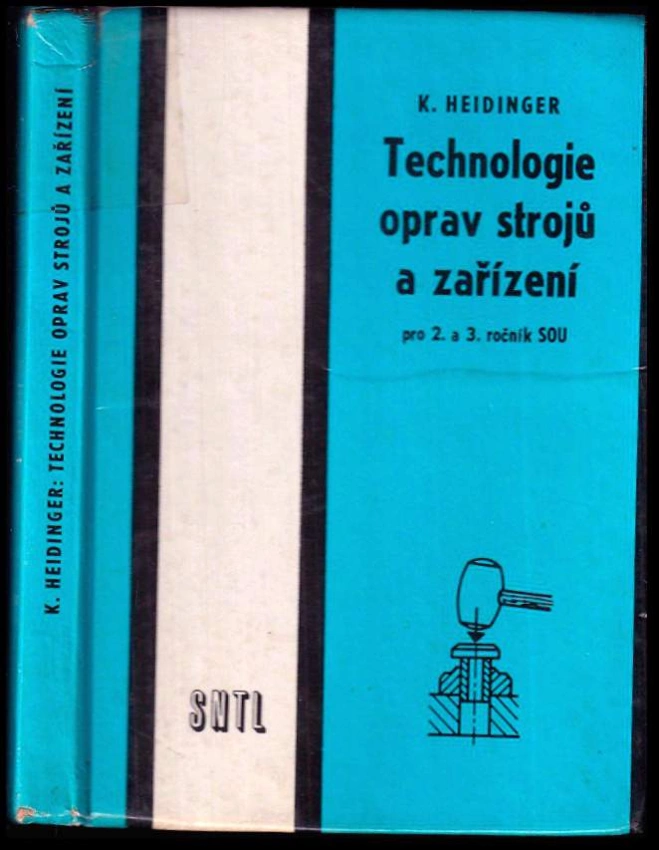 K. HEIDINGER: TECHNOLOGIE OPRAV STROJŮ A ZAŘÍZENÍ
K. HEIDINGER
Technologie
oprav strojů
a zařízení
pro 2. a 3. ročník SOU
SNTL